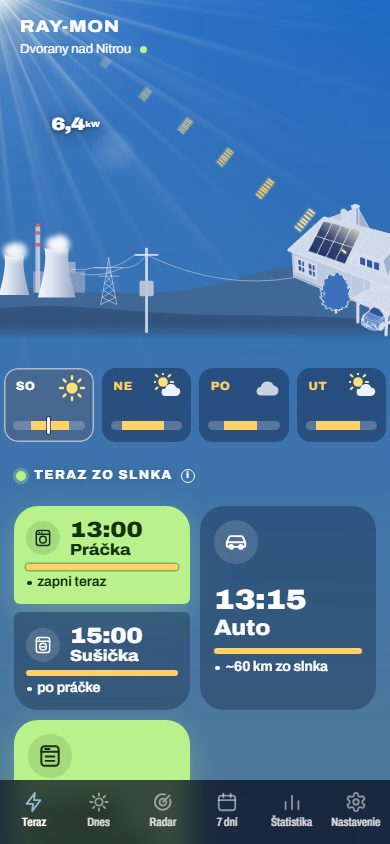 RAY-MON
Dvorany nad Nitrou
6,4kW
SO
NE
PO
UT
TERAZ ZO SLNKA
13:00
Práčka
• zapni teraz
13:15
Auto
• ~60 km zo slnka
15:00
Sušička
• po práčke
Teraz
Dnes
Radar
7 dní
Štatistika
Nastavenie